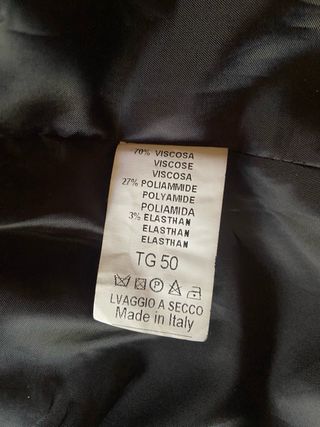 70% VISCOSA
VISCOSE
VISCOSA
27% POLIAMMIDE
POLYAMIDE
POLIAMIDA
3% ELASTHAN
ELASTHAN
ELASTHAN
TG 50
P A
LVAGGIO A SECCO
Made in Italy